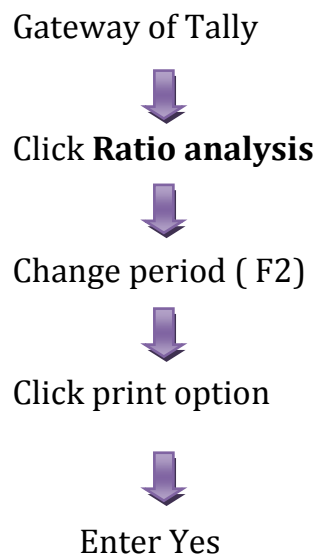 Gateway of Tally
Click Ratio analysis
Change period ( F2)
Click print option
Enter Yes